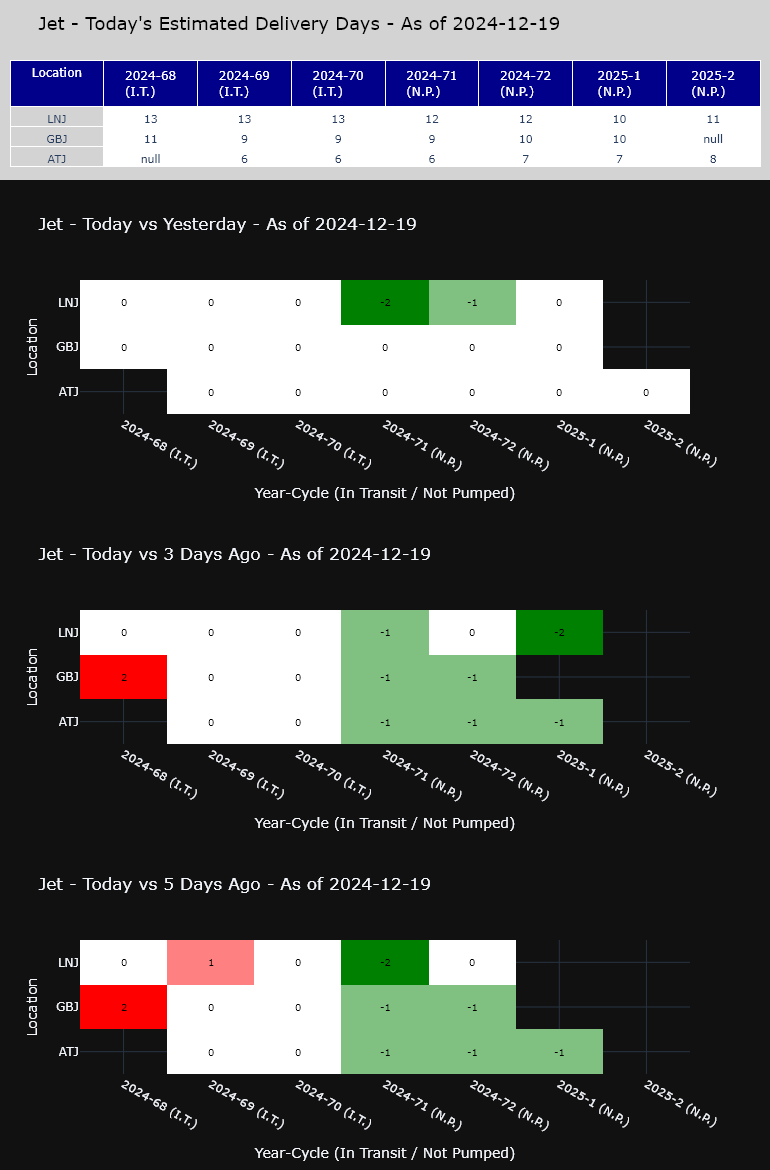 Jet - Today's Estimated Delivery Days - As of 2024-12-19
Location 2024-68 (I.T.) 2024-69 (I.T.) 2024-70 (I.T.) 2024-71 (N.P.) 2024-72 (N.P.) 2025-1 (N.P.) 2025-2 (N.P.)
LNJ 13 13 13 12 12 10 11
GBJ 11 9 9 9 10 10 null
ATJ null 6 6 6 7 7 8
Jet - Today vs Yesterday - As of 2024-12-19
Location
LNJ 0 0 0 -2 -1 0
GBJ 0 0 0 0 0 0
ATJ 0 0 0 0 0 0
2024-68 (I.T.) 2024-69 (I.T.) 2024-70 (I.T.) 2024-71 (N.P.) 2024-72 (N.P.) 2025-1 (N.P.) 2025-2 (N.P.)
Year-Cycle (In Transit / Not Pumped)
Jet - Today vs 3 Days Ago - As of 2024-12-19
Location
LNJ 0 0 0 -1 0 -2
GBJ 2 0 0 -1 -1
ATJ 0 0 -1 -1 -1
2024-68 (I.T.) 2024-69 (I.T.) 2024-70 (I.T.) 2024-71 (N.P.) 2024-72 (N.P.) 2025-1 (N.P.) 2025-2 (N.P.)
Year-Cycle (In Transit / Not Pumped)
Jet - Today vs 5 Days Ago - As of 2024-12-19
Location
LNJ 0 1 0 -2 0
GBJ 2 0 0 -1 -1
ATJ 0 0 -1 -1 -1
2024-68 (I.T.) 2024-69 (I.T.) 2024-70 (I.T.) 2024-71 (N.P.) 2024-72 (N.P.) 2025-1 (N.P.) 2025-2 (N.P.)
Year-Cycle (In Transit / Not Pumped)